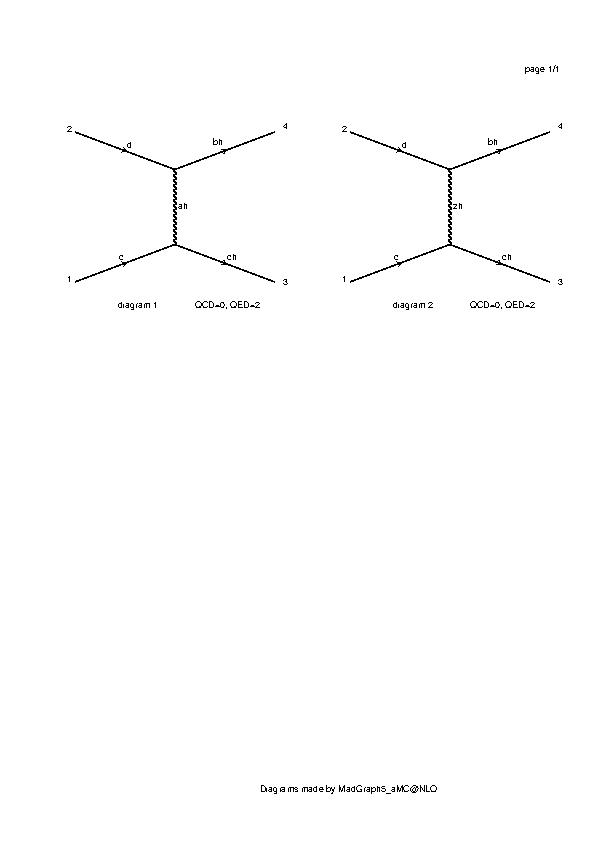 page 1/1
2 d bh 4
ah
1 c ch 3
diagram 1 QCD=0, QED=2
2 d bh 4
zh
1 c ch 3
diagram 2 QCD=0, QED=2
Diagrams made by MadGraph5_aMC@NLO